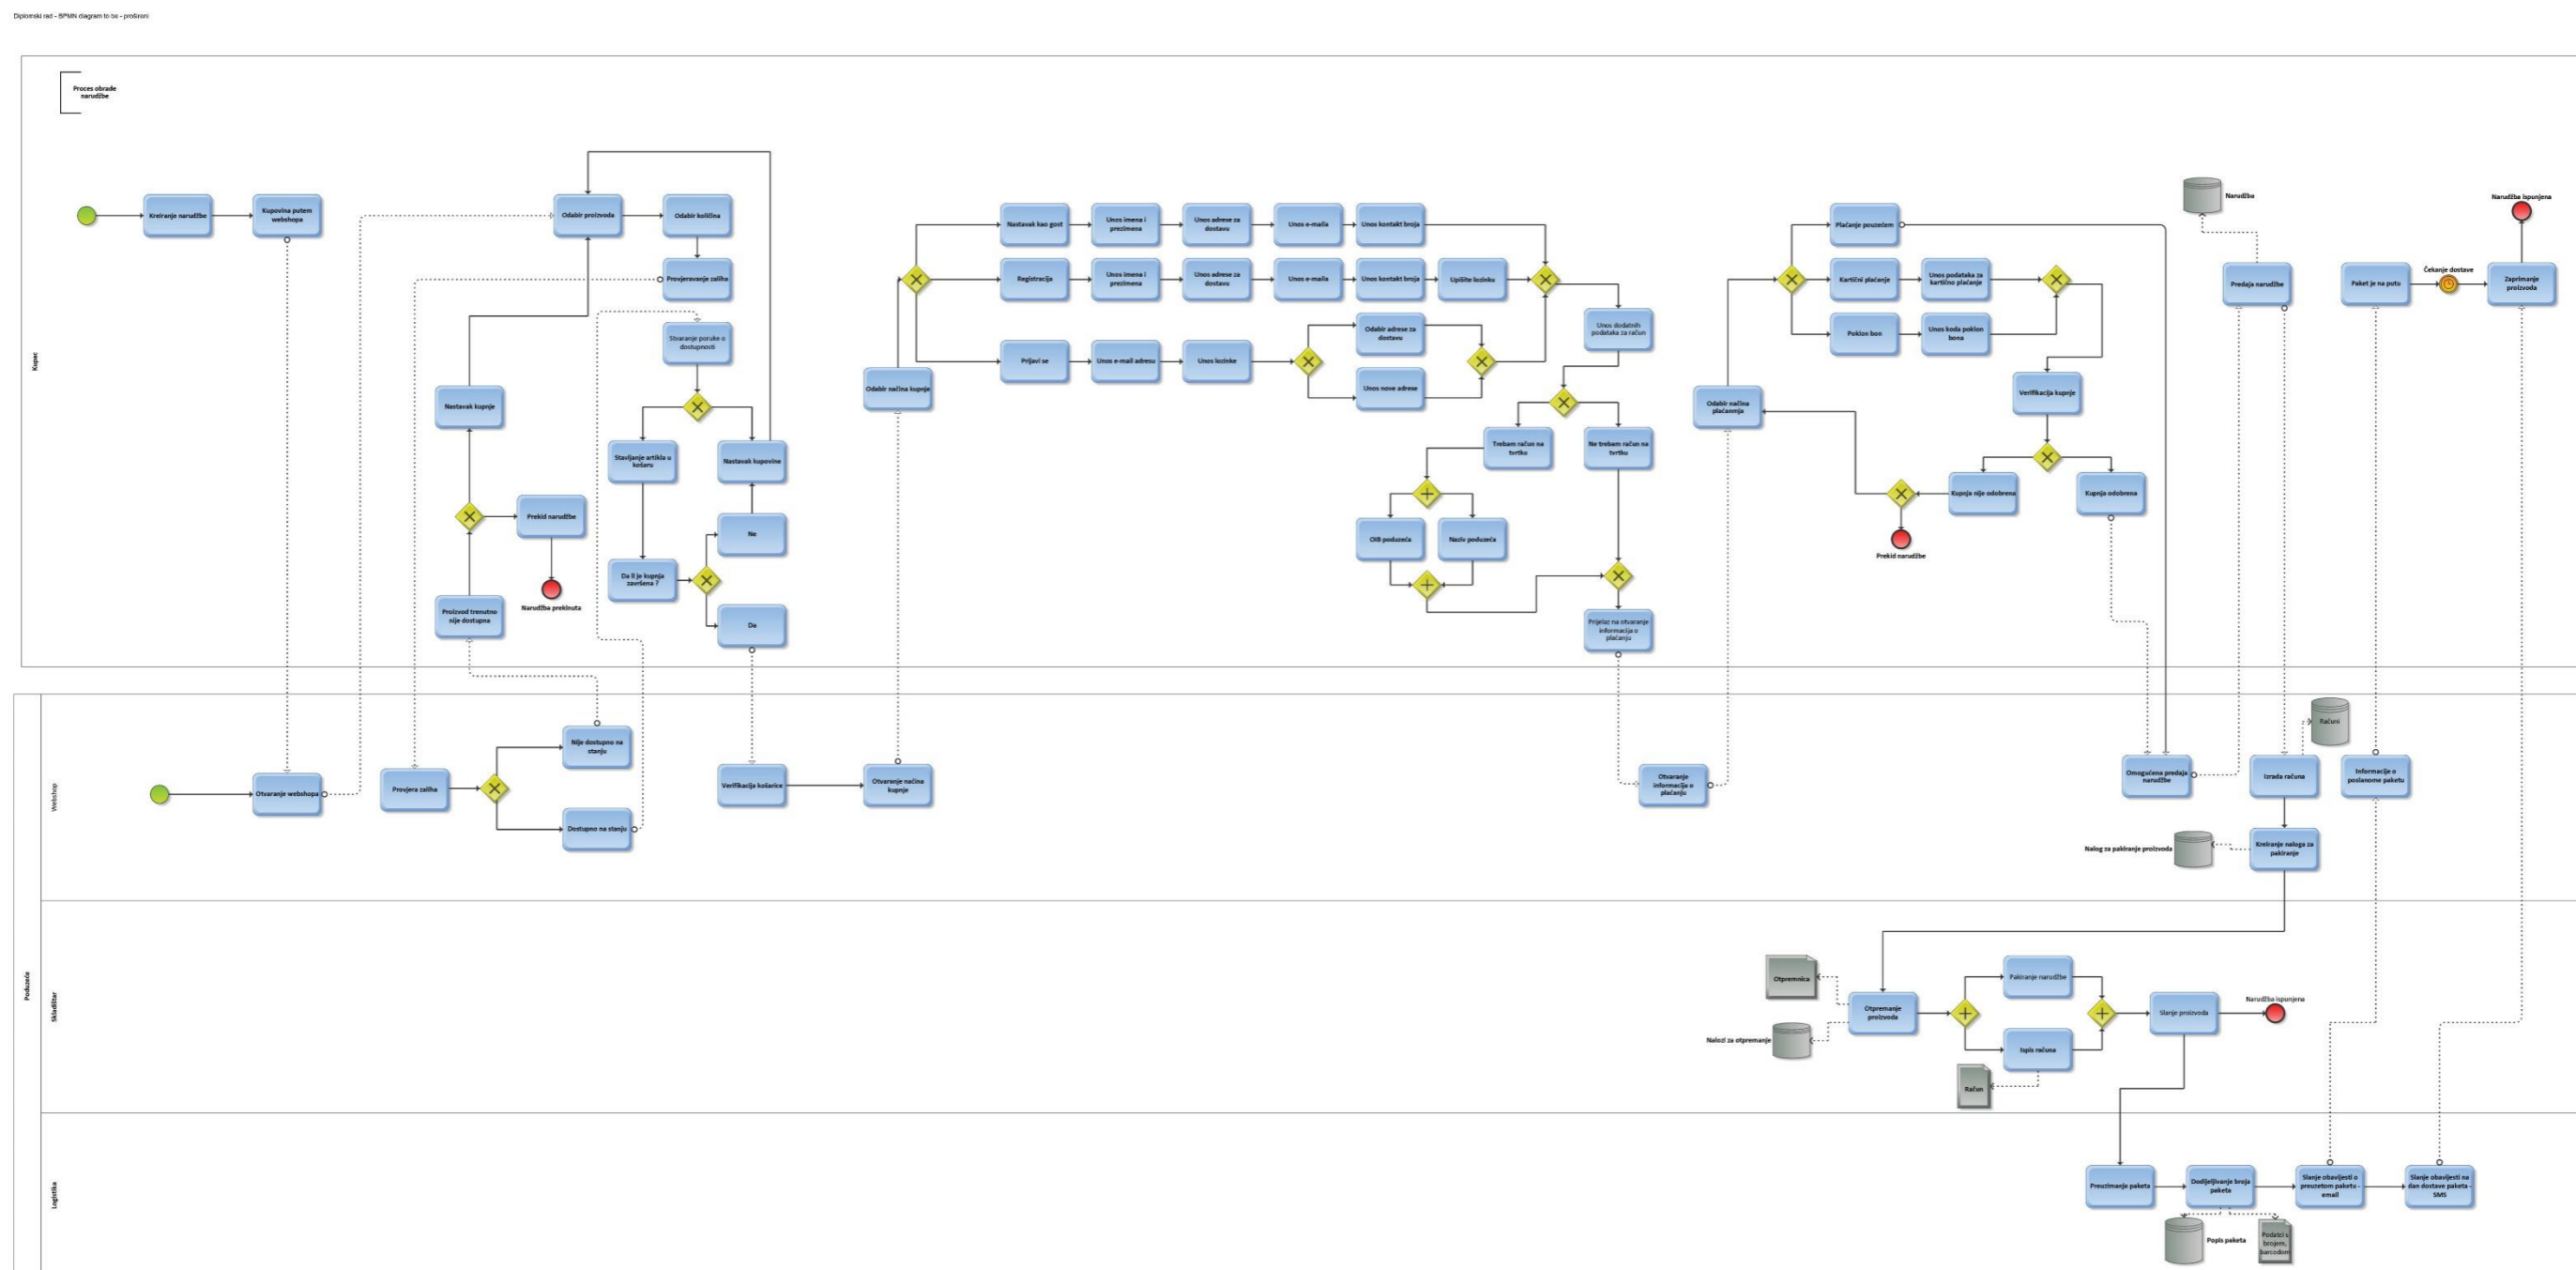 Diplomski rad - BPMN diagram to be - prošireni
Proces obrade
narudžbe
Kupac
Kreiranje narudžbe
Kupovina putem
webshopa
Odabir proizvoda
Odabir količina
Provjeravanje zaliha
Stvaranje poruke o
dostupnosti
Nastavak kupnje
Prekid narudžbe
Narudžba prekinuta
Proizvod trenutno
nije dostupna
Stavljanje artikla u
košaru
Nastavak kupovine
Ne
Da li je kupnja
završena ?
De
Odabir načina kupnje
Nastavak kao gost
Unos imena i
prezimena
Unos adrese za
dostavu
Unos e-maila
Unos kontakt broja
Registracija
Unos imena i
prezimena
Unos adrese za
dostavu
Unos e-maila
Unos kontakt broja
Upišite lozinku
Prijavi se
Unos e-mail adresu
Unos lozinke
Odabir adrese za
dostavu
Unos nove adrese
Unos dodatnih
podataka za račun
Trebam račun na
tvrtku
Ne trebam račun na
tvrtku
OIB poduzeća
Naziv poduzeća
Prijelaz na otvaranje
informacija o
plaćanju
Odabir načina
plaćanmja
Plaćanje pouzećem
Kartični plaćanje
Unos podataka za
kartično plaćanje
Poklon bon
Unos koda poklon
bona
Verifikacija kupnje
Kupnja nije odobrena
Kupnja odobrena
Prekid narudžbe
Narudžba
Predaja narudžbe
Paket je na putu
Čekanje dostave
Zaprimanje
proizvoda
Narudžba ispunjena
Poduzeće
Webshop
Otvaranje webshopa
Provjera zaliha
Nije dostupno na
stanju
Dostupno na stanju
Verifikacija košarice
Otvaranje načina
kupnje
Otvaranje
informacija o
plaćanju
Omogućena predaja
narudžbe
Izrada računa
Računi
Informacije o
poslanome paketu
Nalog za pakiranje proizvoda
Kreiranje naloga za
pakiranje
Skladištar
Otpremnica
Nalozi za otpremanje
Otpremanje
proizvoda
Pakiranje narudžbe
Ispis računa
Račun
Slanje proizvoda
Narudžba ispunjena
Logistika
Preuzimanje paketa
Dodijeljivanje broja
paketa
Slanje obavijesti o
preuzetom paketu -
email
Slanje obavijesti na
dan dostave paketa -
SMS
Popis paketa
Podatci s
brojem,
barcodom